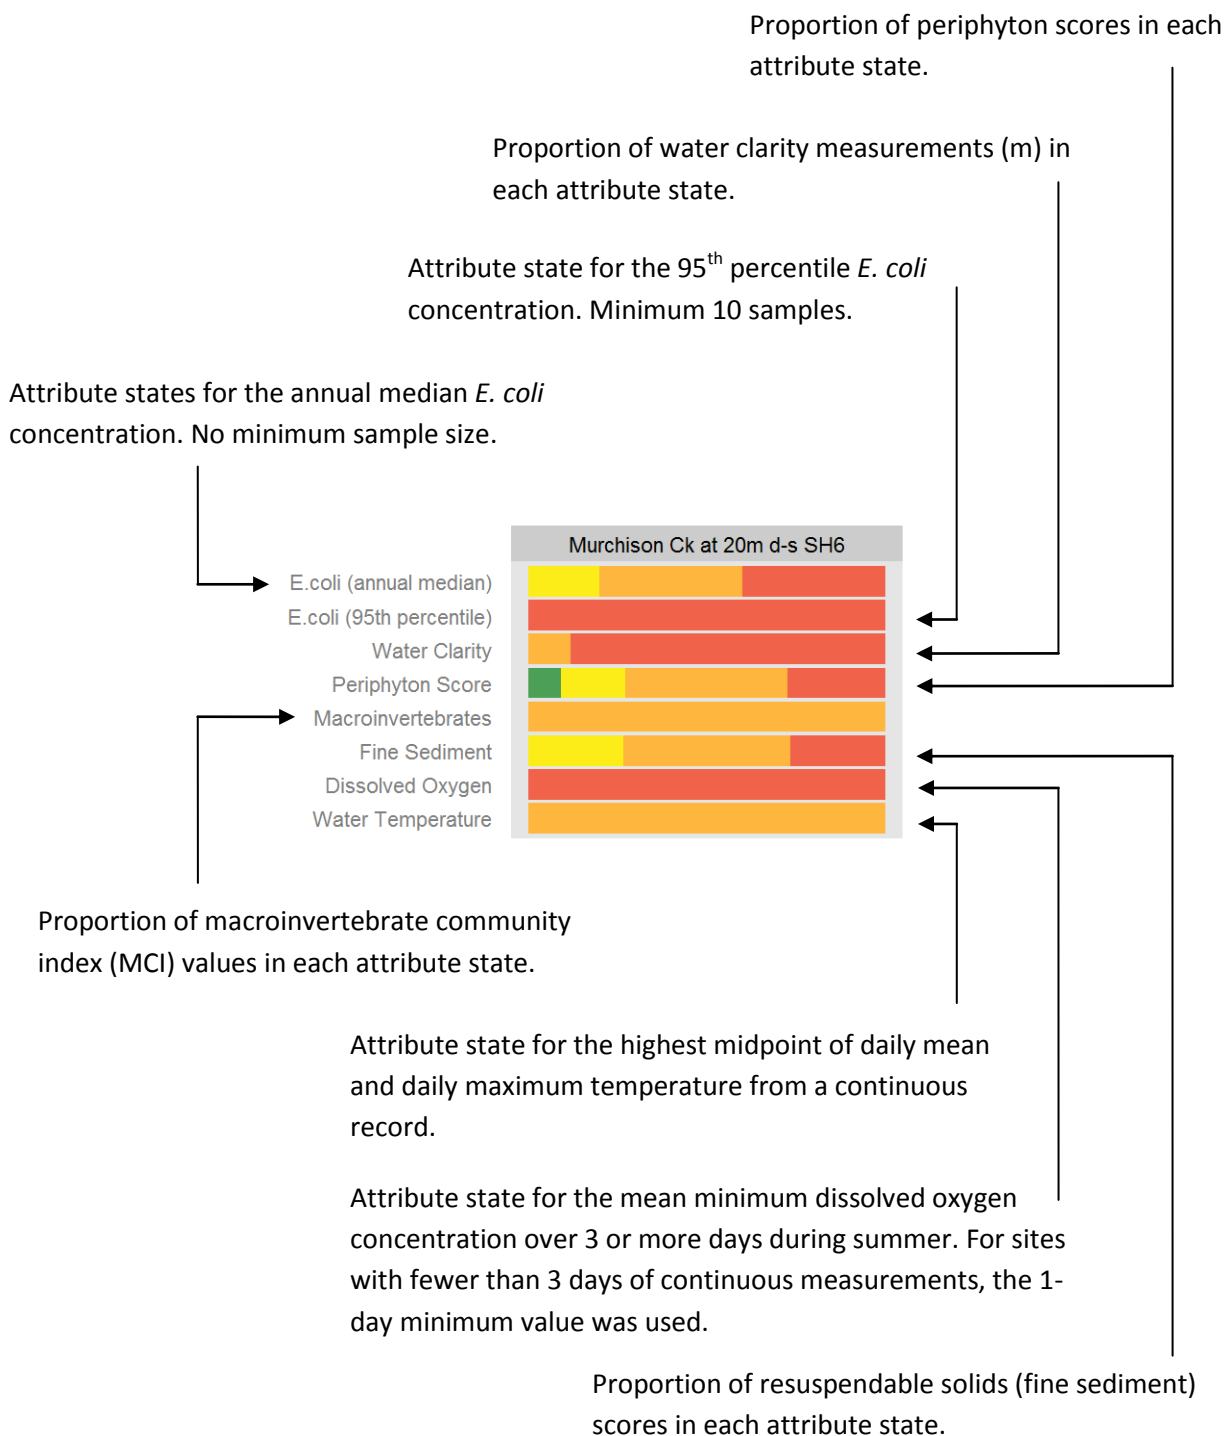 Proportion of periphyton scores in each
attribute state.
Proportion of water clarity measurements (m) in
each attribute state.
Attribute state for the 95th percentile E. coli
concentration. Minimum 10 samples.
Attribute states for the annual median E. coli
concentration. No minimum sample size.
Murchison Ck at 20m d-s SH6
E.coli (annual median)
E.coli (95th percentile)
Water Clarity
Periphyton Score
Macroinvertebrates
Fine Sediment
Dissolved Oxygen
Water Temperature
Proportion of macroinvertebrate community
index (MCI) values in each attribute state.
Attribute state for the highest midpoint of daily mean
and daily maximum temperature from a continuous
record.
Attribute state for the mean minimum dissolved oxygen
concentration over 3 or more days during summer. For sites
with fewer than 3 days of continuous measurements, the 1-
day minimum value was used.
Proportion of resuspendable solids (fine sediment)
scores in each attribute state.